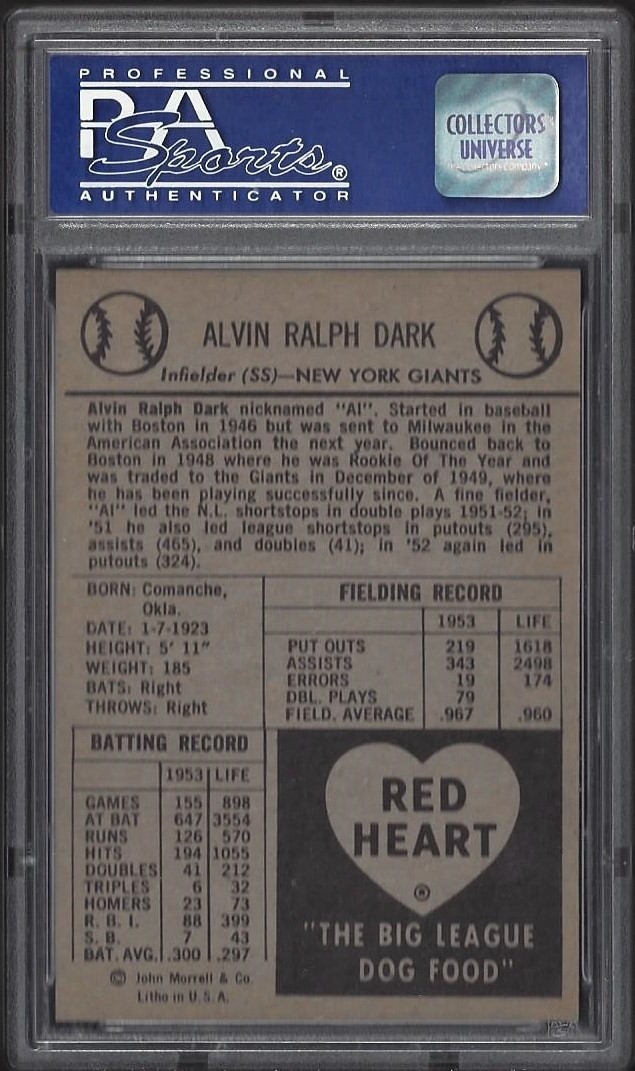 PROFESSIONAL
PSA
Sports®
AUTHENTICATOR
COLLECTORS
UNIVERSE
the collectors company™
ALVIN RALPH DARK
Infielder (SS)—NEW YORK GIANTS
Alvin Ralph Dark nicknamed "Al". Started in baseball
with Boston in 1946 but was sent to Milwaukee in the
American Association the next year. Bounced back to
Boston in 1948 where he was Rookie Of The Year and
was traded to the Giants in December of 1949, where
he has been playing successfully since. A fine fielder,
"Al" led the N.L. shortstops in double plays 1951-52; in
'51 he also led league shortstops in putouts (295),
assists (465), and doubles (41); in '52 again led in
putouts (324).
BORN: Comanche,
Okla.
DATE: 1-7-1923
HEIGHT: 5' 11"
WEIGHT: 185
BATS: Right
THROWS: Right
FIELDING RECORD
1953 LIFE
PUT OUTS 219 1618
ASSISTS 343 2498
ERRORS 19 174
DBL. PLAYS 79
FIELD. AVERAGE .967 .960
BATTING RECORD
1953 LIFE
GAMES 155 898
AT BAT 647 3554
RUNS 126 570
HITS 194 1055
DOUBLES 41 212
TRIPLES 6 32
HOMERS 23 73
R. B. I. 88 399
S. B. 7 43
BAT. AVG. .300 .297
© John Morrell & Co.
Litho in U. S. A.
RED
HEART
®
"THE BIG LEAGUE
DOG FOOD"
PSA